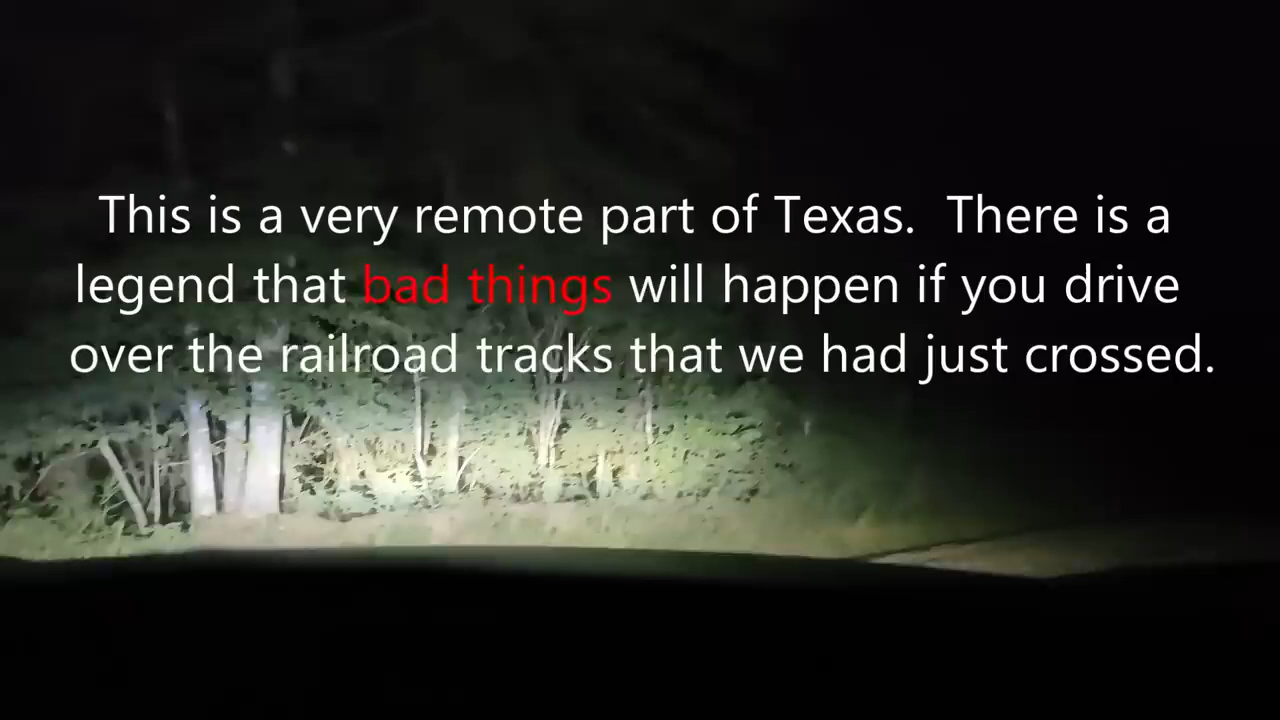 This is a very remote part of Texas.  There is a
legend that bad things will happen if you drive
over the railroad tracks that we had just crossed.